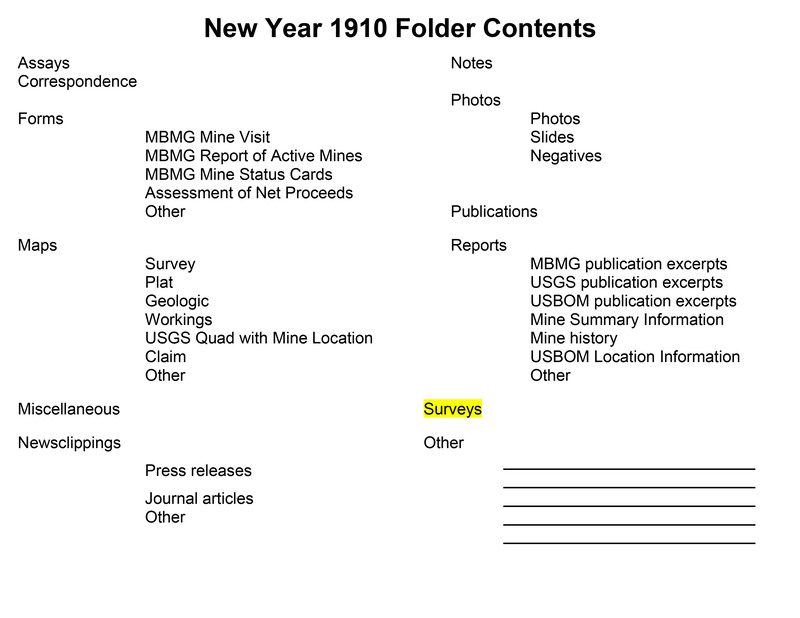 New Year 1910 Folder Contents
Assays
Correspondence
Forms
MBMG Mine Visit
MBMG Report of Active Mines
MBMG Mine Status Cards
Assessment of Net Proceeds
Other
Maps
Survey
Plat
Geologic
Workings
USGS Quad with Mine Location
Claim
Other
Miscellaneous
Newsclippings
Press releases
Journal articles
Other
Notes
Photos
Photos
Slides
Negatives
Publications
Reports
MBMG publication excerpts
USGS publication excerpts
USBOM publication excerpts
Mine Summary Information
Mine history
USBOM Location Information
Other
Surveys
Other